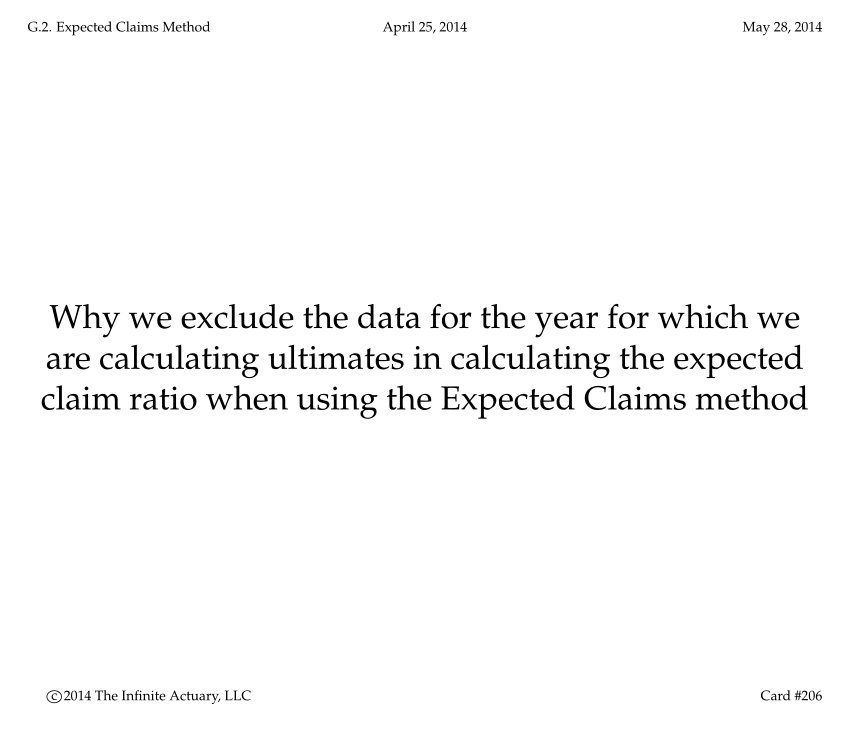 G.2. Expected Claims Method April 25, 2014 May 28, 2014
Why we exclude the data for the year for which we
are calculating ultimates in calculating the expected
claim ratio when using the Expected Claims method
©2014 The Infinite Actuary, LLC Card #206